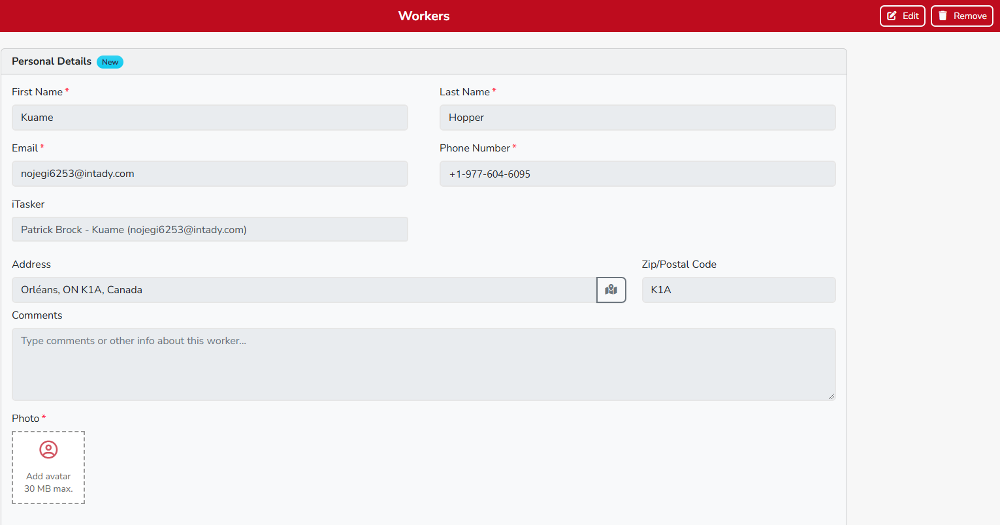 Workers
Edit
Remove
Personal Details New
First Name *
Last Name *
Kuame
Hopper
Email *
Phone Number *
nojegi6253@intady.com
+1-977-604-6095
iTasker
Patrick Brock - Kuame (nojegi6253@intady.com)
Address
Zip/Postal Code
Orléans, ON K1A, Canada
K1A
Comments
Type comments or other info about this worker...
Photo *
Add avatar
30 MB max.